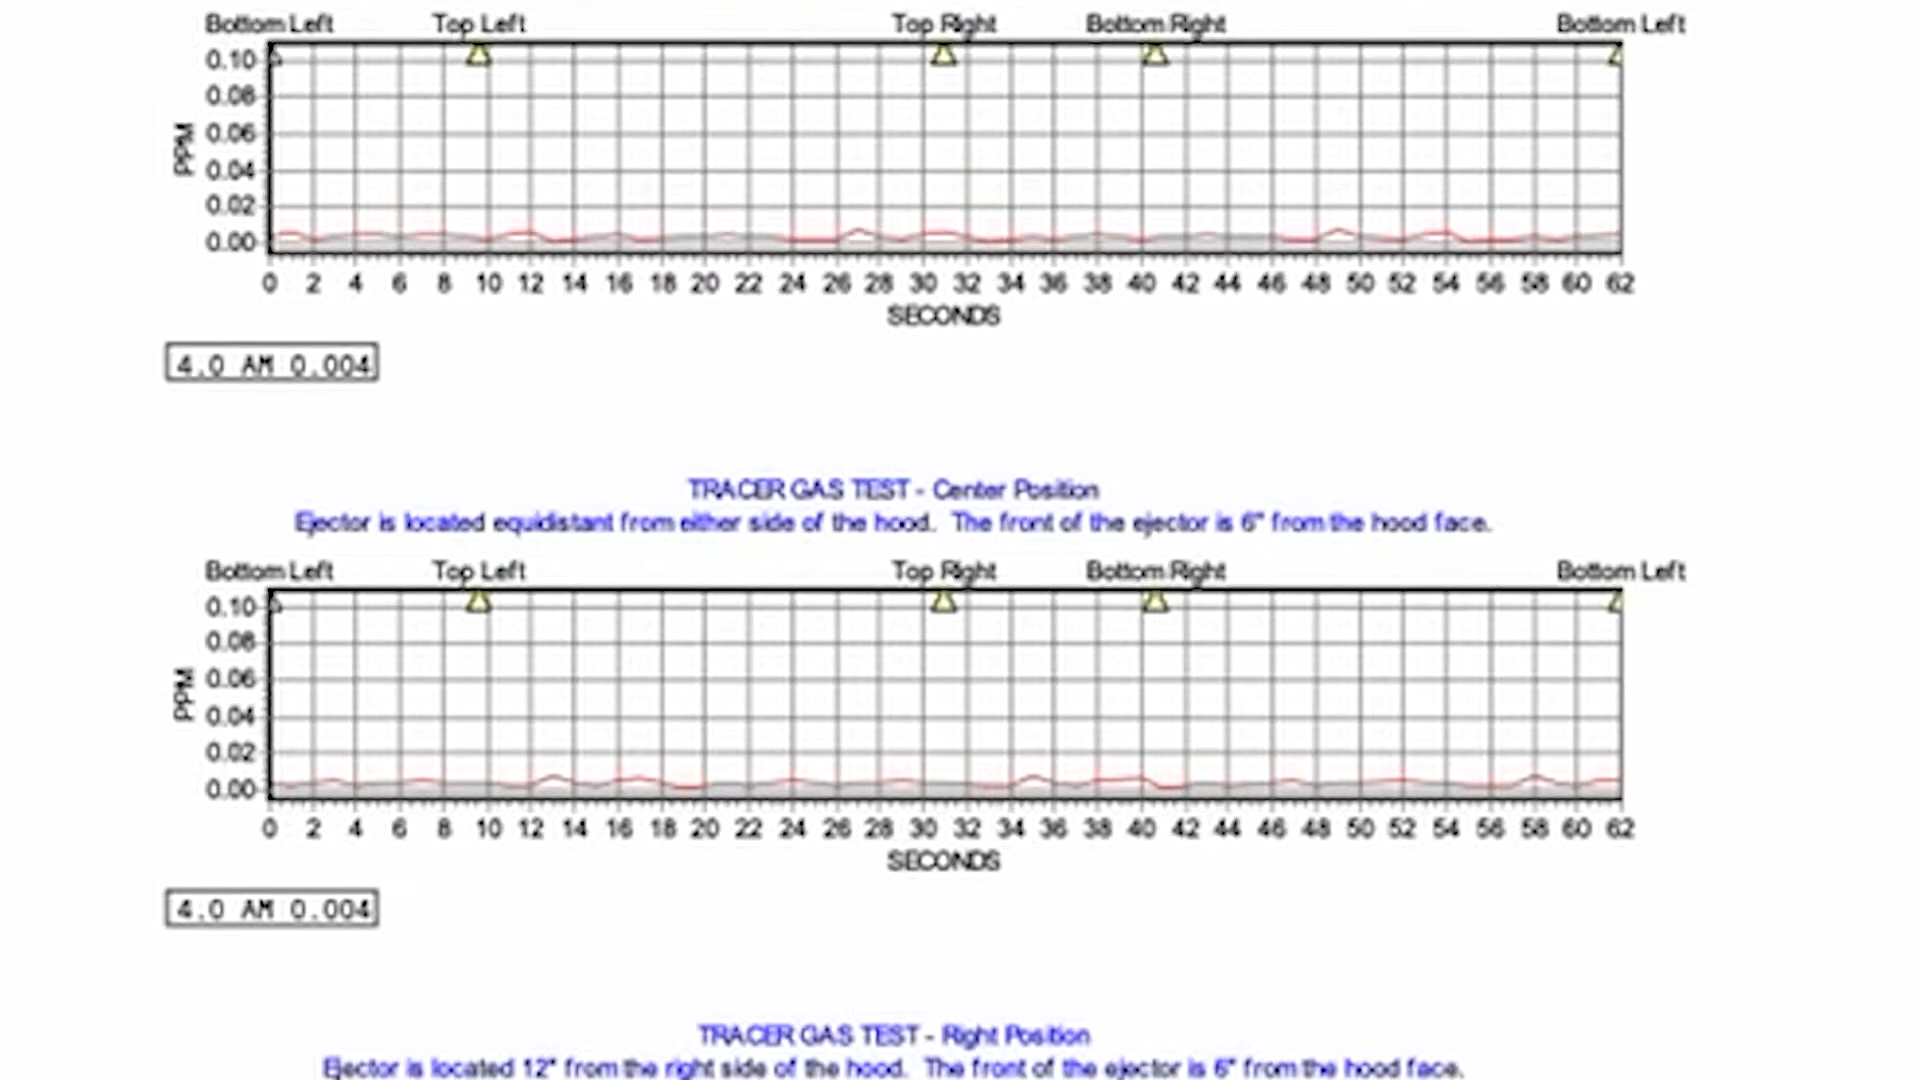 Bottom Left Top Left Top Right Bottom Right Bottom Left
0.10
0.08
0.06
0.04
0.02
0.00
PPM
0 2 4 6 8 10 12 14 16 18 20 22 24 26 28 30 32 34 36 38 40 42 44 46 48 50 52 54 56 58 60 62
SECONDS
4.0 AM 0.004
TRACER GAS TEST - Center Position
Ejector is located equidistant from either side of the hood. The front of the ejector is 6" from the hood face.
Bottom Left Top Left Top Right Bottom Right Bottom Left
0.10
0.08
0.06
0.04
0.02
0.00
PPM
0 2 4 6 8 10 12 14 16 18 20 22 24 26 28 30 32 34 36 38 40 42 44 46 48 50 52 54 56 58 60 62
SECONDS
4.0 AM 0.004
TRACER GAS TEST - Right Position
Ejector is located 12" from the right side of the hood. The front of the ejector is 6" from the hood face.